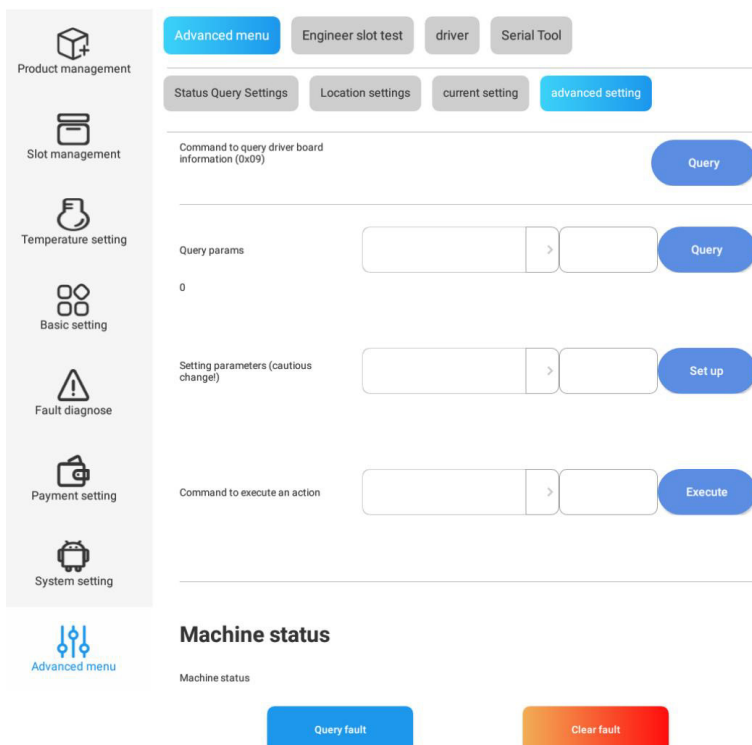 Product management
Slot management
Temperature setting
Basic setting
Fault diagnose
Payment setting
System setting
Advanced menu
Advanced menu
Engineer slot test
driver
Serial Tool
Status Query Settings
Location settings
current setting
advanced setting
Command to query driver board
information (0x09)
Query
Query params
>
Query
0
Setting parameters (cautious
change!)
>
Set up
Command to execute an action
>
Execute
Machine status
Machine status
Query fault
Clear fault